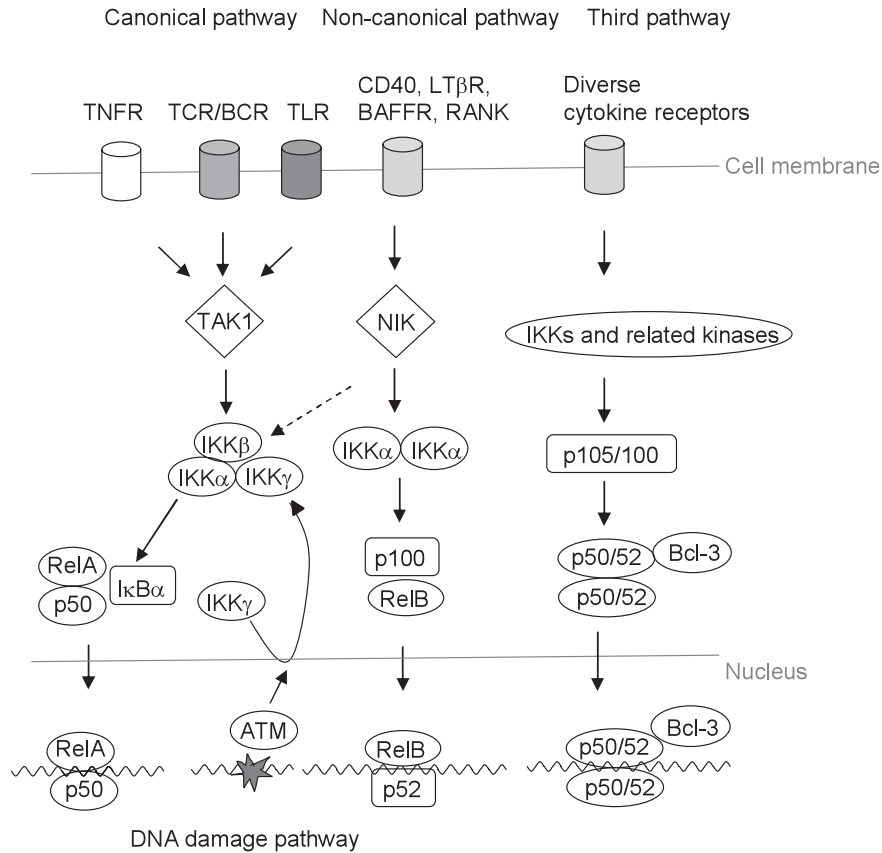 Canonical pathway Non-canonical pathway Third pathway
CD40, LTβR, Diverse
TNFR TCR/BCR TLR BAFFR, RANK cytokine receptors
Cell membrane
TAK1 NIK IKKs and related kinases
IKKβ IKKα IKKα p105/100
IKKα IKKγ
RelA p100 p50/52 Bcl-3
IκBα
p50 IKKγ RelB p50/52
Nucleus
ATM Bcl-3
RelA RelB p50/52
p50 p52 p50/52
DNA damage pathway